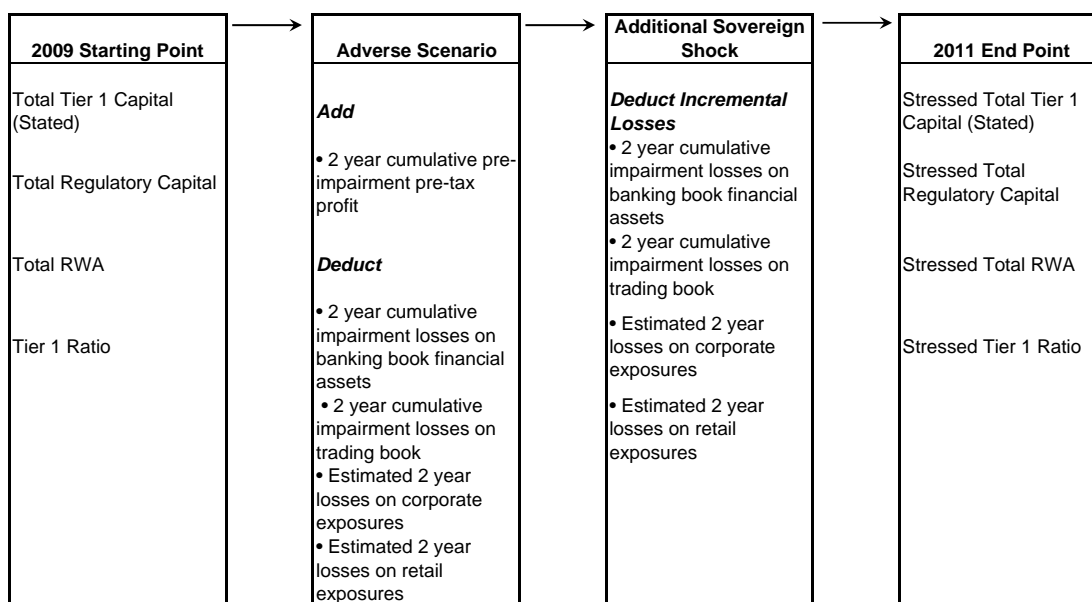 2009 Starting Point
Total Tier 1 Capital
(Stated)
Total Regulatory Capital
Total RWA
Tier 1 Ratio
Adverse Scenario
Add
• 2 year cumulative pre-
impairment pre-tax
profit
Deduct
• 2 year cumulative
impairment losses on
banking book financial
assets
• 2 year cumulative
impairment losses on
trading book
• Estimated 2 year
losses on corporate
exposures
• Estimated 2 year
losses on retail
exposures
Additional Sovereign
Shock
Deduct Incremental
Losses
• 2 year cumulative
impairment losses on
banking book financial
assets
• 2 year cumulative
impairment losses on
trading book
• Estimated 2 year
losses on corporate
exposures
• Estimated 2 year
losses on retail
exposures
2011 End Point
Stressed Total Tier 1
Capital (Stated)
Stressed Total
Regulatory Capital
Stressed Total RWA
Stressed Tier 1 Ratio